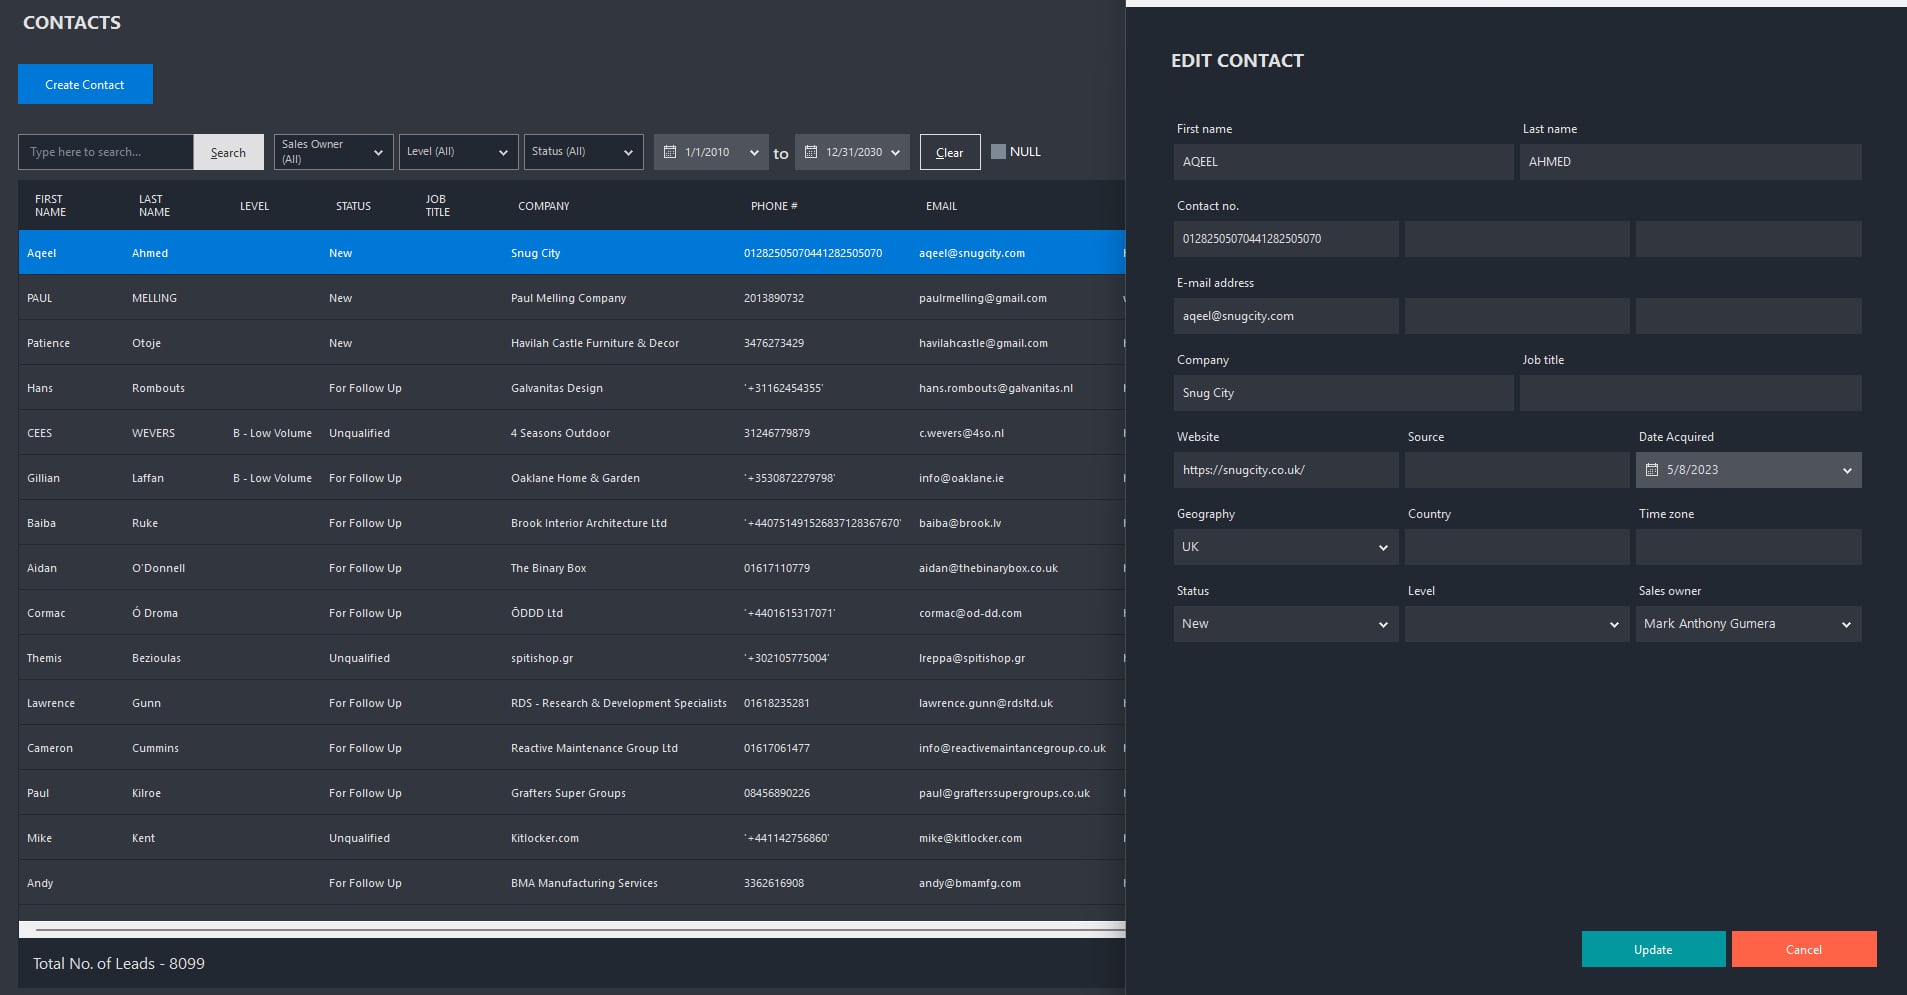 CONTACTS
Create Contact
Type here to search... Search Sales Owner (All) Level (All) Status (All) 1/1/2010 to 12/31/2030 Clear NULL
FIRST NAME LAST NAME LEVEL STATUS JOB TITLE COMPANY PHONE # EMAIL
Aqeel Ahmed New Snug City 01282505070441282505070 aqeel@snugcity.com
PAUL MELLING New Paul Melling Company 2013890732 paulrmelling@gmail.com
Patience Otoje New Havilah Castle Furniture & Decor 3476273429 havilahcastle@gmail.com
Hans Rombouts For Follow Up Galvanitas Design '+31162454355' hans.rombouts@galvanitas.nl
CEES WEVERS B - Low Volume Unqualified 4 Seasons Outdoor 31246779879 c.wevers@4so.nl
Gillian Laffan B - Low Volume For Follow Up Oaklane Home & Garden '+3530872279798' info@oaklane.ie
Baiba Ruke For Follow Up Brook Interior Architecture Ltd '+440751491526837128367670' baiba@brook.lv
Aidan O'Donnell For Follow Up The Binary Box 01617110779 aidan@thebinarybox.co.uk
Cormac Ó Droma For Follow Up ÖDDD Ltd '+4401615317071' cormac@od-dd.com
Themis Bezioulas Unqualified spitishop.gr '+302105775004' lreppa@spitishop.gr
Lawrence Gunn For Follow Up RDS - Research & Development Specialists 01618235281 lawrence.gunn@rdsltd.uk
Cameron Cummins For Follow Up Reactive Maintenance Group Ltd 01617061477 info@reactivemaintancegroup.co.uk
Paul Kilroe For Follow Up Grafters Super Groups 08456890226 paul@grafterssupergroups.co.uk
Mike Kent Unqualified Kitlocker.com '+441142756860' mike@kitlocker.com
Andy For Follow Up BMA Manufacturing Services 3362616908 andy@bmamfg.com
Total No. of Leads - 8099
EDIT CONTACT
First name Last name
AQEEL AHMED
Contact no.
01282505070441282505070
E-mail address
aqeel@snugcity.com
Company Job title
Snug City
Website Source Date Acquired
https://snugcity.co.uk/ 5/8/2023
Geography Country Time zone
UK
Status Level Sales owner
New Mark Anthony Gumera
Update Cancel